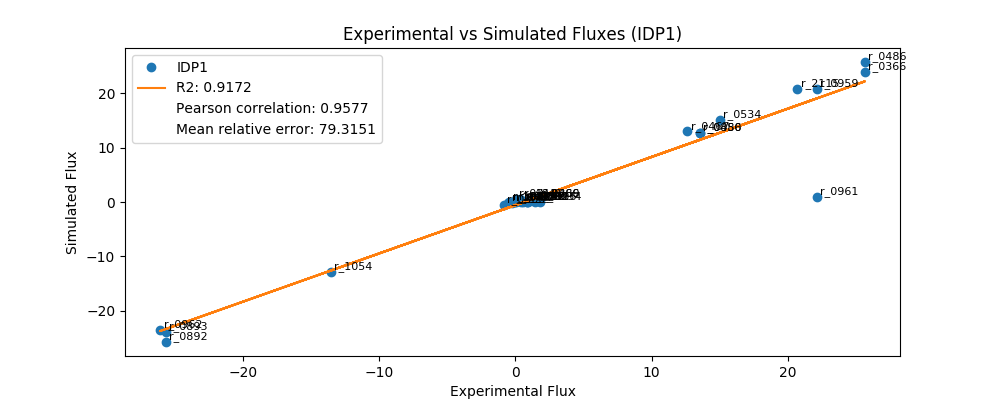 Experimental vs Simulated Fluxes (IDP1)
IDP1
R2: 0.9172
Pearson correlation: 0.9577
Mean relative error: 79.3151
r_0486
r_0366
r_0959
r_0534
r_0961
r_1054
r_0962
r_0893
r_0892
20
10
0
−10
−20
Simulated Flux
−20
−10
0
10
20
Experimental Flux